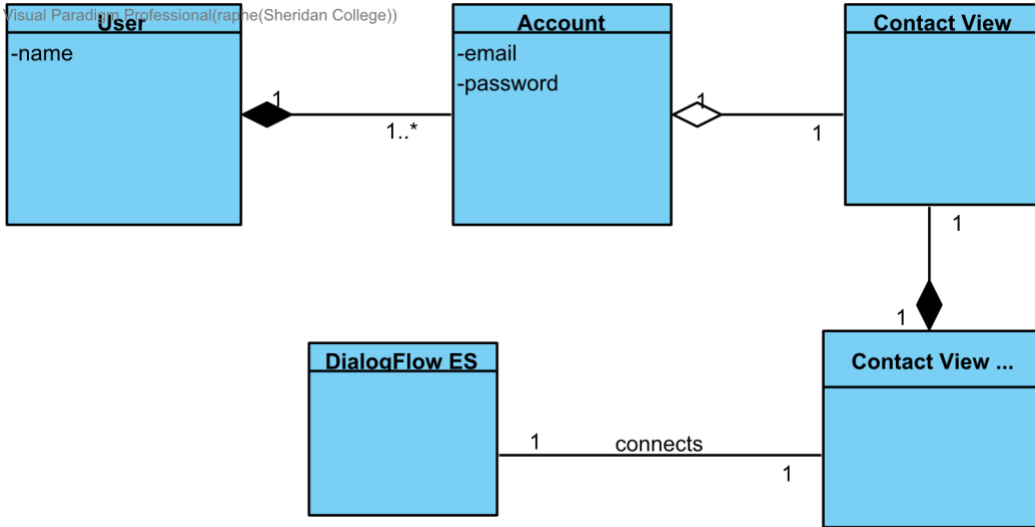 Visual Paradigm Professional(raphe(Sheridan College))
User
-name
1
1..*
Account
-email
-password
1
1
Contact View
1
1
Contact View ...
DialogFlow ES
1
connects
1